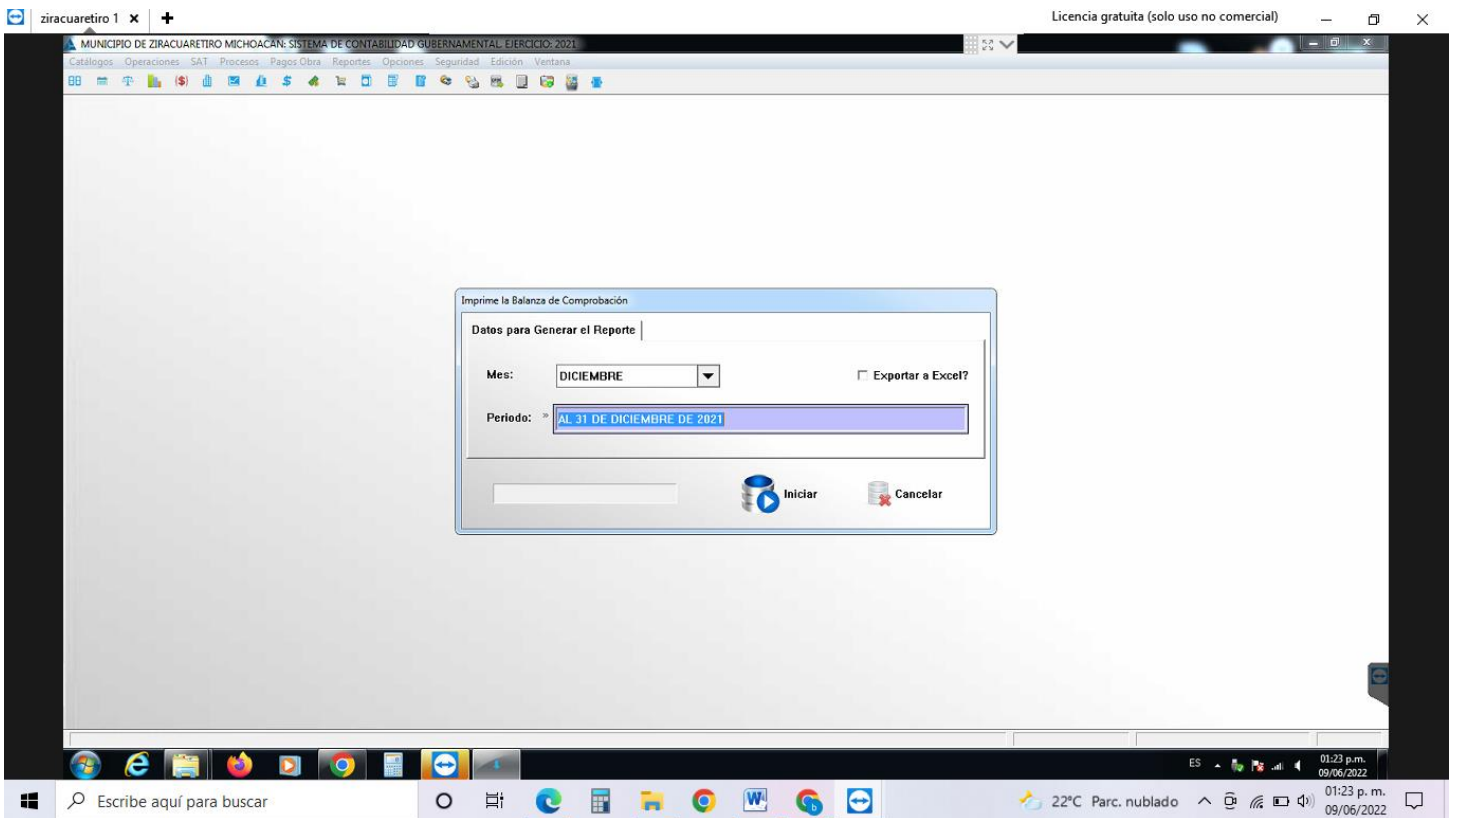 ziracuaretiro 1
Licencia gratuita (solo uso no comercial)
MUNICIPIO DE ZIRACUARETIRO MICHOACAN: SISTEMA DE CONTABILIDAD GUBERNAMENTAL. EJERCICIO: 2021
Catálogos Operaciones SAT Procesos Pagos Obra Reportes Opciones Seguridad Edición Ventana
Imprime la Balanza de Comprobación
Datos para Generar el Reporte
Mes: DICIEMBRE Exportar a Excel?
Periodo: » AL 31 DE DICIEMBRE DE 2021
Iniciar Cancelar
ES 01:23 p.m.
09/06/2022
Escribe aquí para buscar 22°C Parc. nublado 01:23 p. m.
09/06/2022